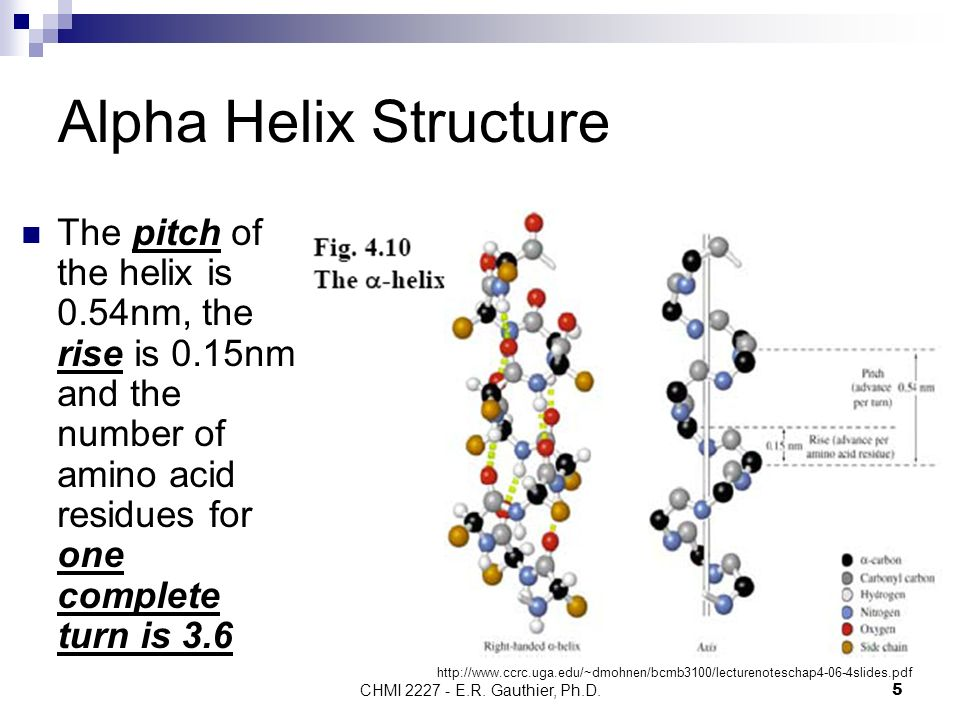 Alpha Helix Structure
The pitch of
the helix is
0.54nm, the
rise is 0.15nm
and the
number of
amino acid
residues for
one
complete
turn is 3.6
Fig. 4.10
The α-helix
Pitch
(advance
per turn)
0.54 nm
0.15 nm
Rise (advance per
amino acid residue)
α-carbon
Carbonyl carbon
Hydrogen
Nitrogen
Oxygen
Side chain
Right-handed α-helix
Axis
http://www.ccrc.uga.edu/~dmohnen/bcmb3100/lecturenoteschap4-06-4slides.pdf
CHMI 2227 - E.R. Gauthier, Ph.D.
5